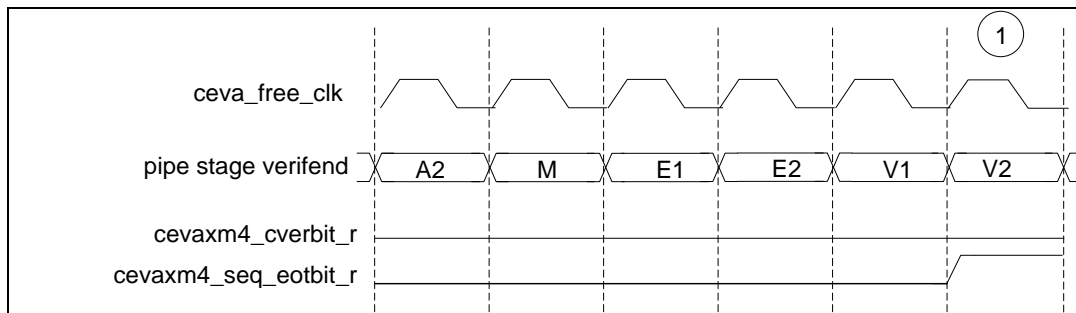 1
ceva_free_clk
pipe stage verifend A2 M E1 E2 V1 V2
cevaxm4_cverbit_r
cevaxm4_seq_eotbit_r